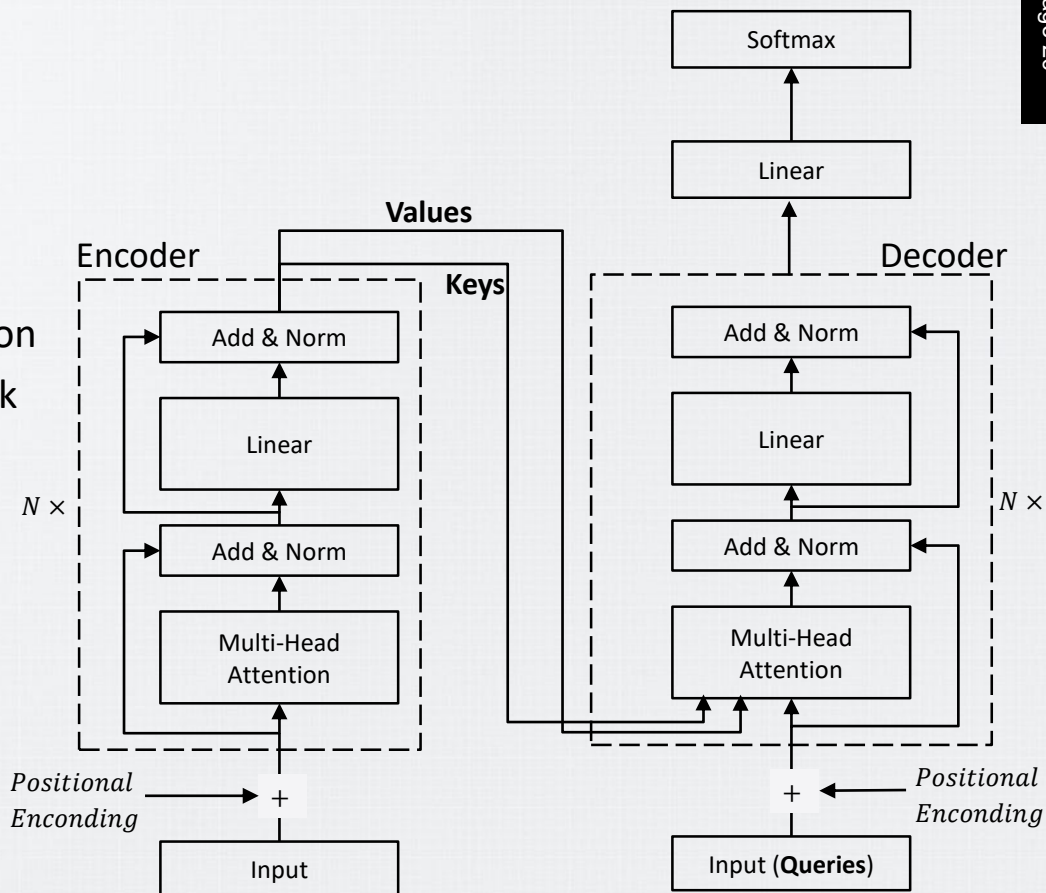 Softmax
Linear
Values
Encoder
Decoder
Keys
Add & Norm
Add & Norm
Linear
Linear
N ×
N ×
Add & Norm
Add & Norm
Multi-Head
Attention
Multi-Head
Attention
Positional
Enconding
+
+
Positional
Enconding
Input
Input (Queries)